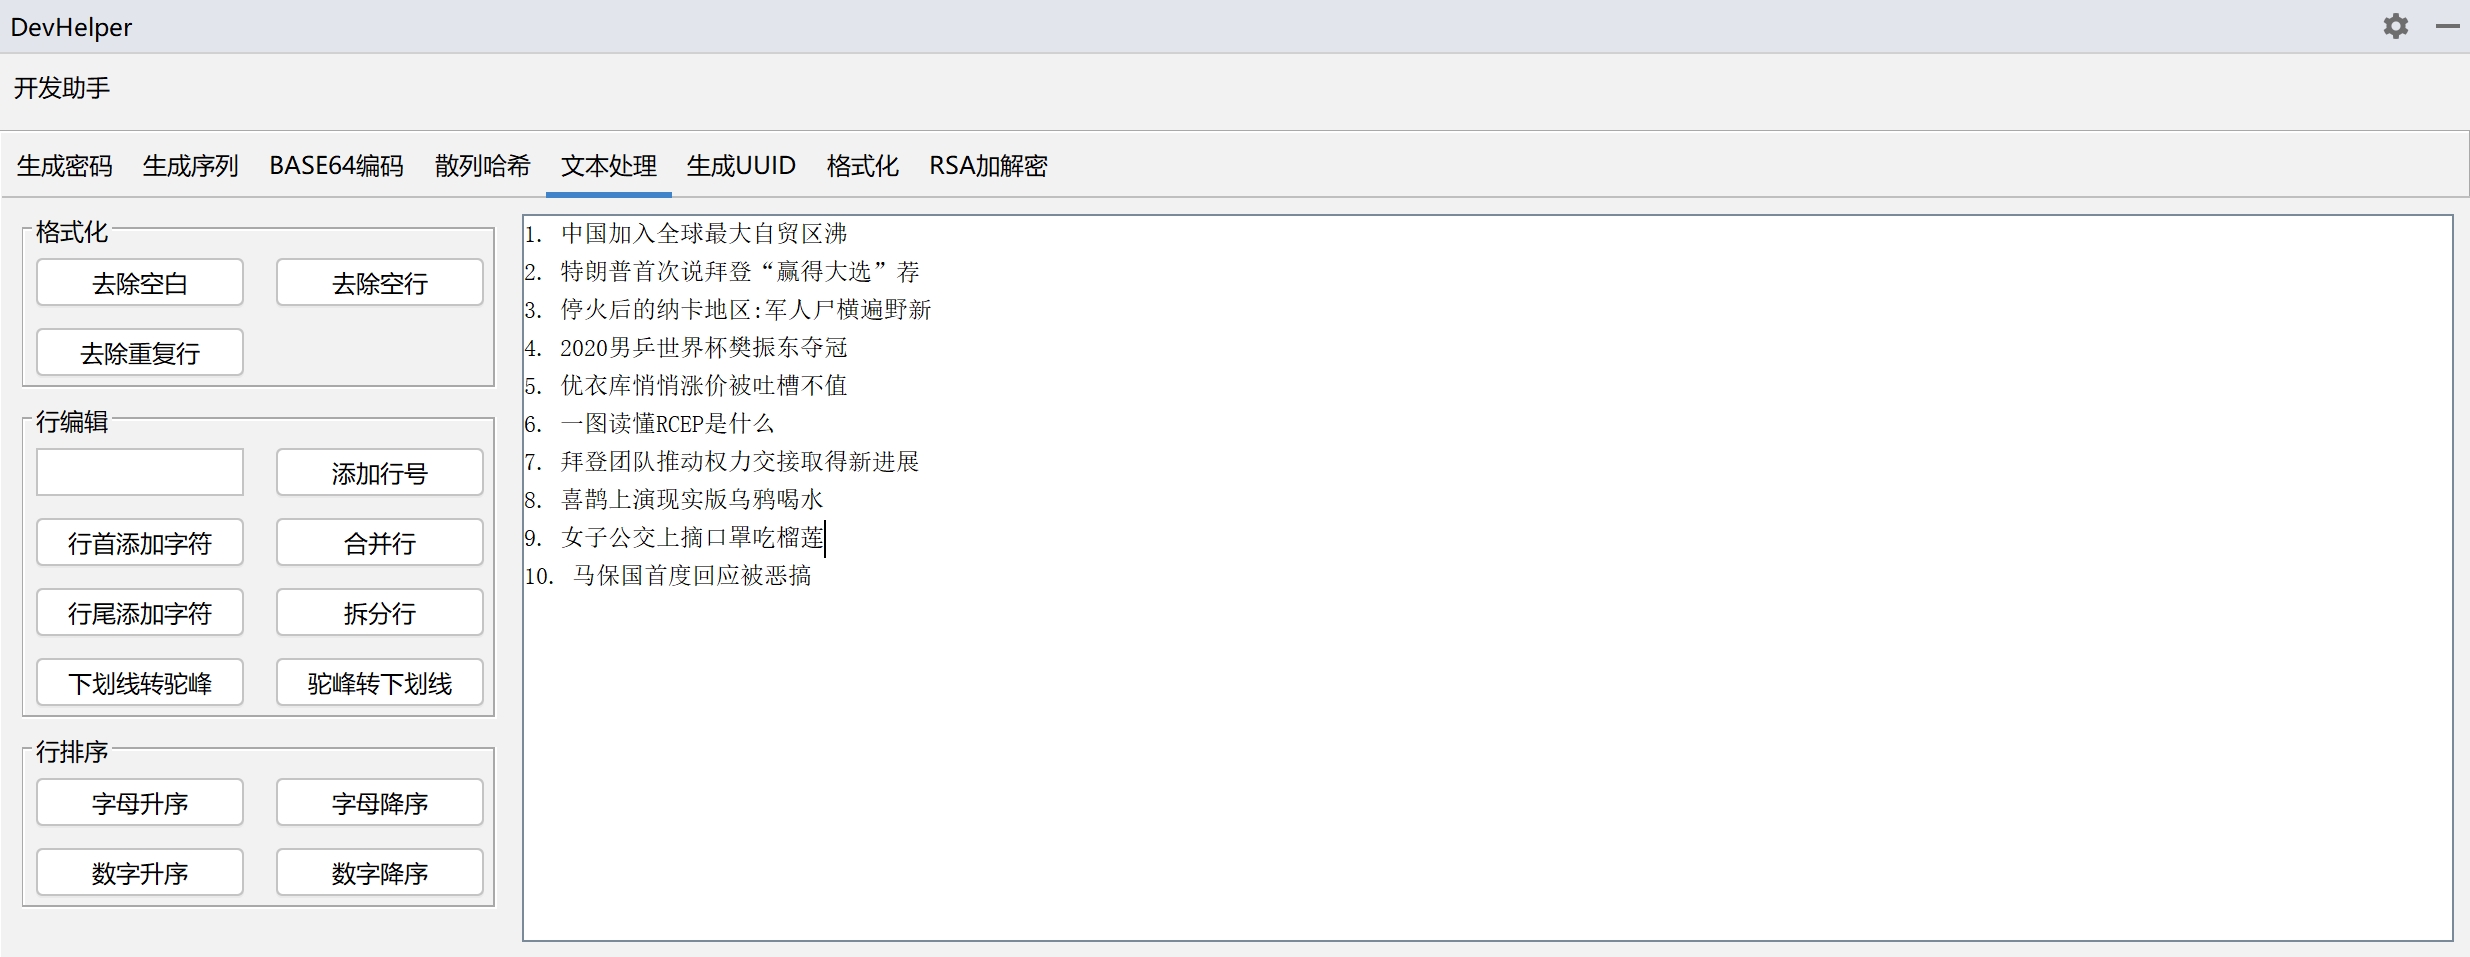 DevHelper
开发助手
生成密码 生成序列 BASE64编码 散列哈希 文本处理 生成UUID 格式化 RSA加解密
格式化
去除空白 去除空行
去除重复行
行编辑
添加行号
行首添加字符 合并行
行尾添加字符 拆分行
下划线转驼峰 驼峰转下划线
行排序
字母升序 字母降序
数字升序 数字降序
1. 中国加入全球最大自贸区沸
2. 特朗普首次说拜登“赢得大选”荐
3. 停火后的纳卡地区:军人尸横遍野新
4. 2020男乒世界杯樊振东夺冠
5. 优衣库悄悄涨价被吐槽不值
6. 一图读懂RCEP是什么
7. 拜登团队推动权力交接取得新进展
8. 喜鹊上演现实版乌鸦喝水
9. 女子公交上摘口罩吃榴莲
10. 马保国首度回应被恶搞